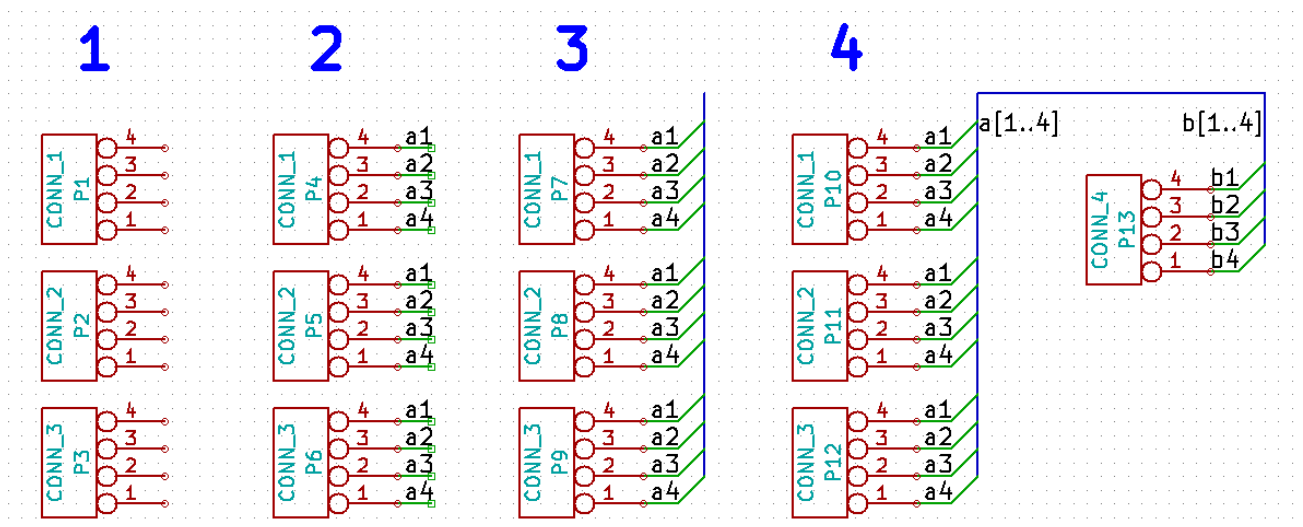 1 2 3 4
a[1..4] b[1..4]
CONN_1 P1 4 3 2 1
CONN_1 P4 4 a1 3 a2 2 a3 1 a4
CONN_1 P7 4 a1 3 a2 2 a3 1 a4
CONN_1 P10 4 a1 3 a2 2 a3 1 a4
CONN_4 P13 4 b1 3 b2 2 b3 1 b4
CONN_2 P2 4 3 2 1
CONN_2 P5 4 a1 3 a2 2 a3 1 a4
CONN_2 P8 4 a1 3 a2 2 a3 1 a4
CONN_2 P11 4 a1 3 a2 2 a3 1 a4
CONN_3 P3 4 3 2 1
CONN_3 P6 4 a1 3 a2 2 a3 1 a4
CONN_3 P9 4 a1 3 a2 2 a3 1 a4
CONN_3 P12 4 a1 3 a2 2 a3 1 a4